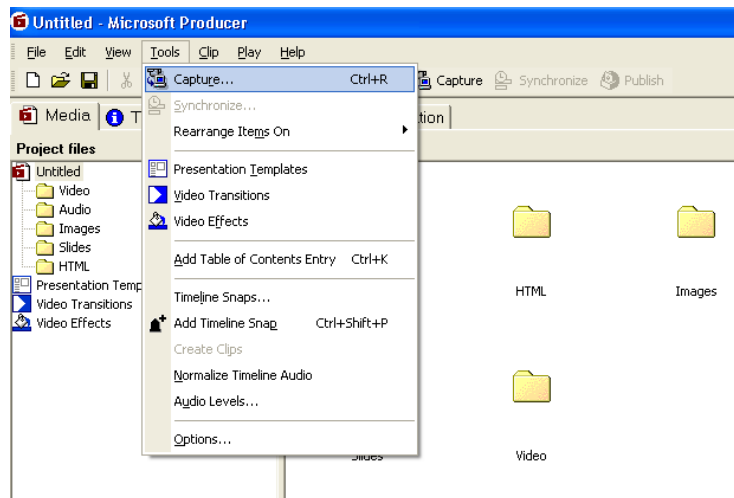 Untitled - Microsoft Producer
File Edit View Tools Clip Play Help
Capture Synchronize Publish
Media T tion
Project files
Untitled
Video
Audio
Images
Slides
HTML
Presentation Temp
Video Transitions
Video Effects
Capture... Ctrl+R
Synchronize...
Rearrange Items On
Presentation Templates
Video Transitions
Video Effects
Add Table of Contents Entry Ctrl+K
Timeline Snaps...
Add Timeline Snap Ctrl+Shift+P
Create Clips
Normalize Timeline Audio
Audio Levels...
Options...
HTML Images
Slides Video